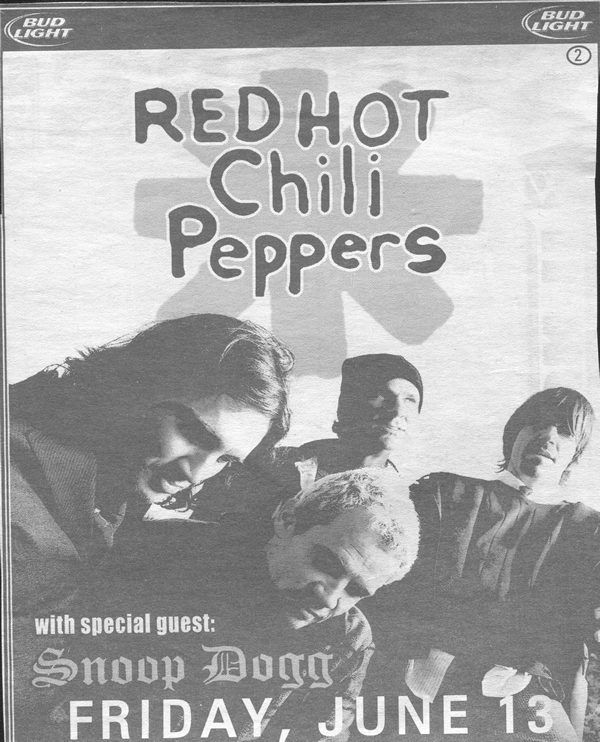 BUD LIGHT
BUD LIGHT
2
RED HOT
Chili
Peppers
with special guest:
Snoop Dogg
FRIDAY, JUNE 13